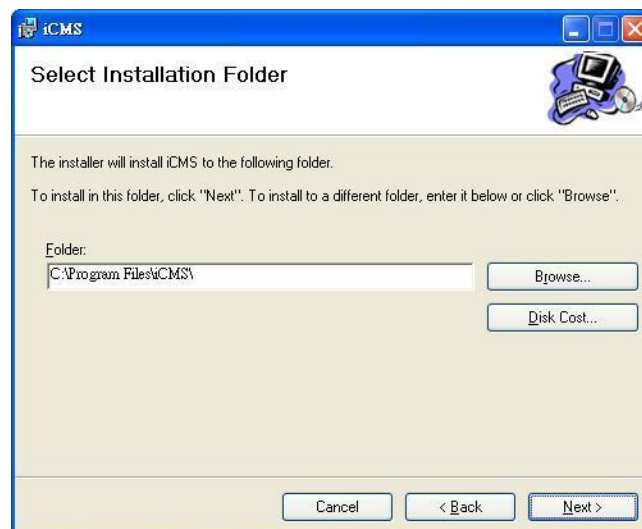 iCMS
Select Installation Folder
The installer will install iCMS to the following folder.
To install in this folder, click "Next". To install to a different folder, enter it below or click "Browse".
Folder:
C:\Program Files\iCMS\
Browse...
Disk Cost...
Cancel
< Back
Next >